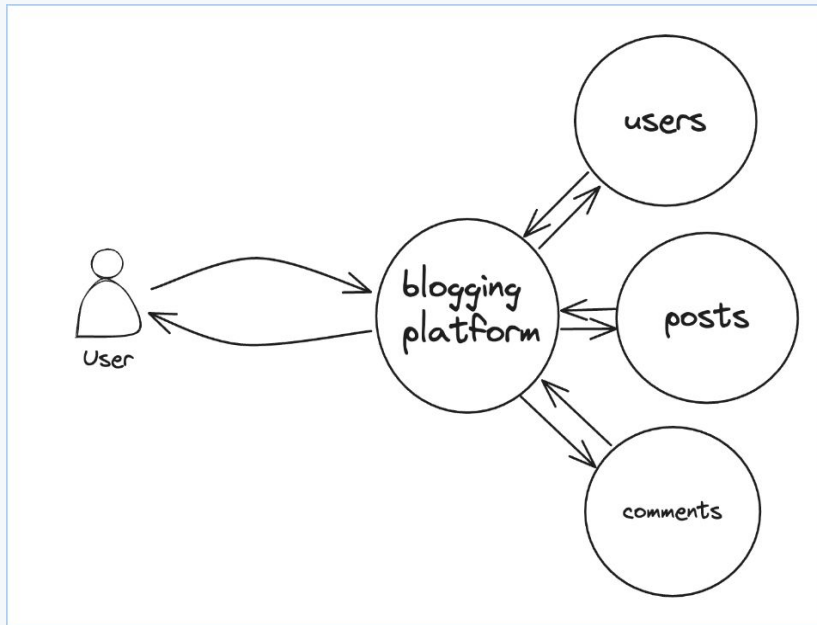 users
blogging
platform
posts
User
comments